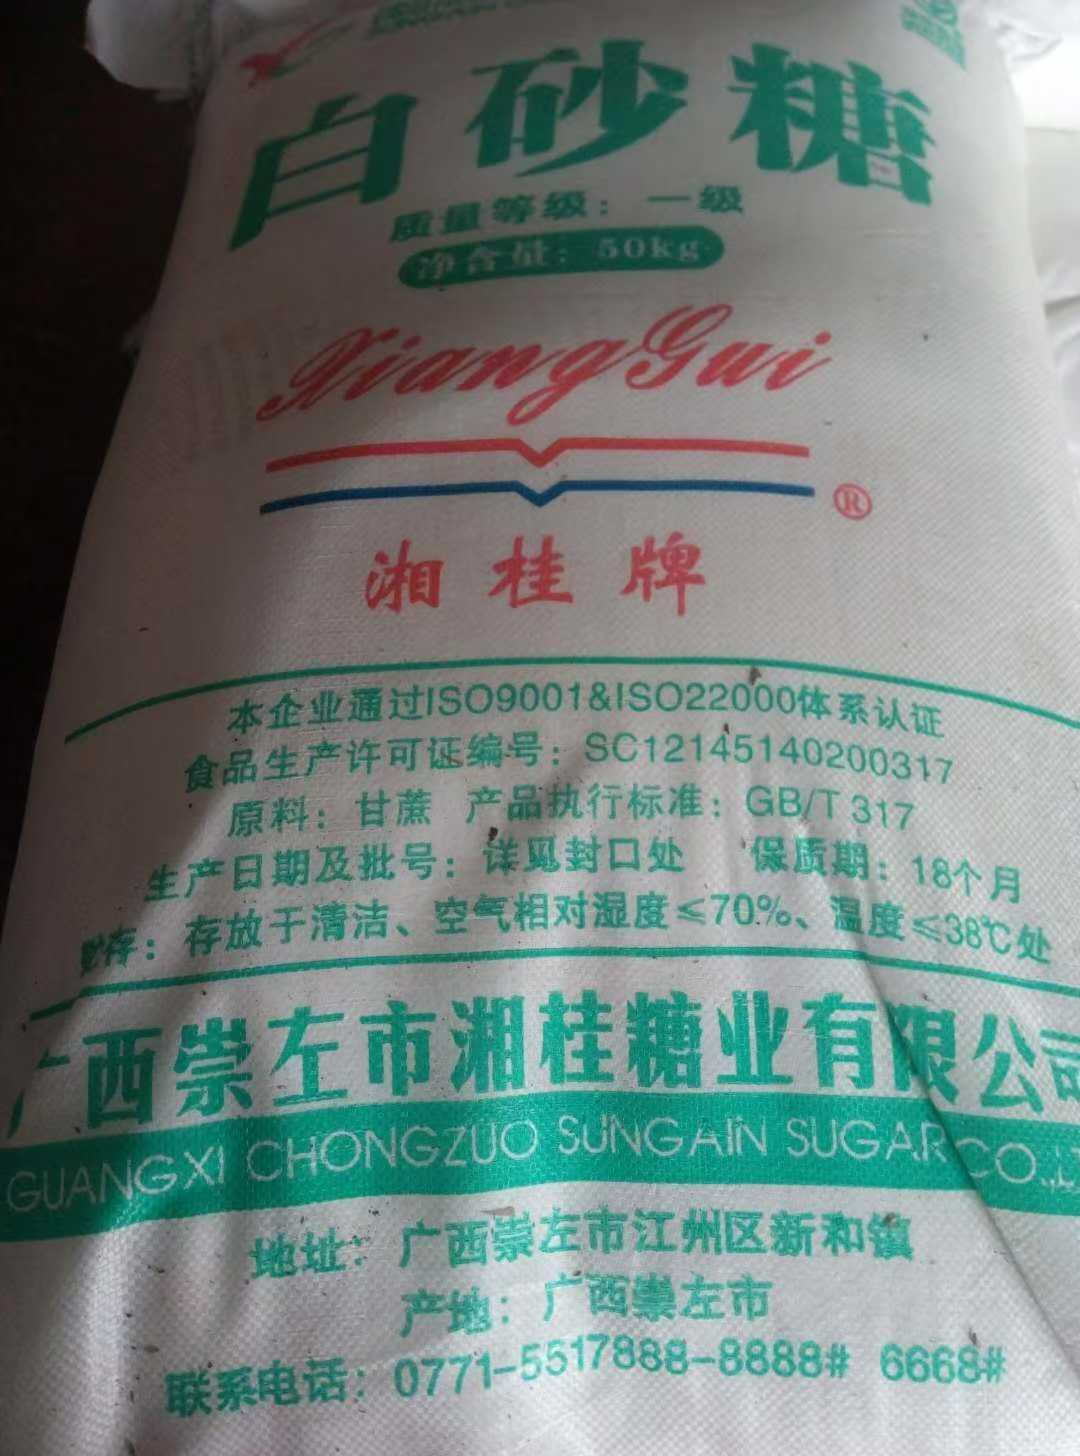 白砂糖
质量等级：一级
净含量：50kg
XiangGui
®
湘桂牌
本企业通过ISO9001&ISO22000体系认证
食品生产许可证编号：SC12145140200317
原料：甘蔗 产品执行标准：GB/T 317
生产日期及批号：详见封口处 保质期：18个月
贮存：存放于清洁、空气相对湿度≤70%、温度≤38℃处
广西崇左市湘桂糖业有限公司
GUANGXI CHONGZUO SUNGAIN SUGAR CO.,
地址：广西崇左市江州区新和镇
产地：广西崇左市
联系电话：0771-5517888-8888# 6668#